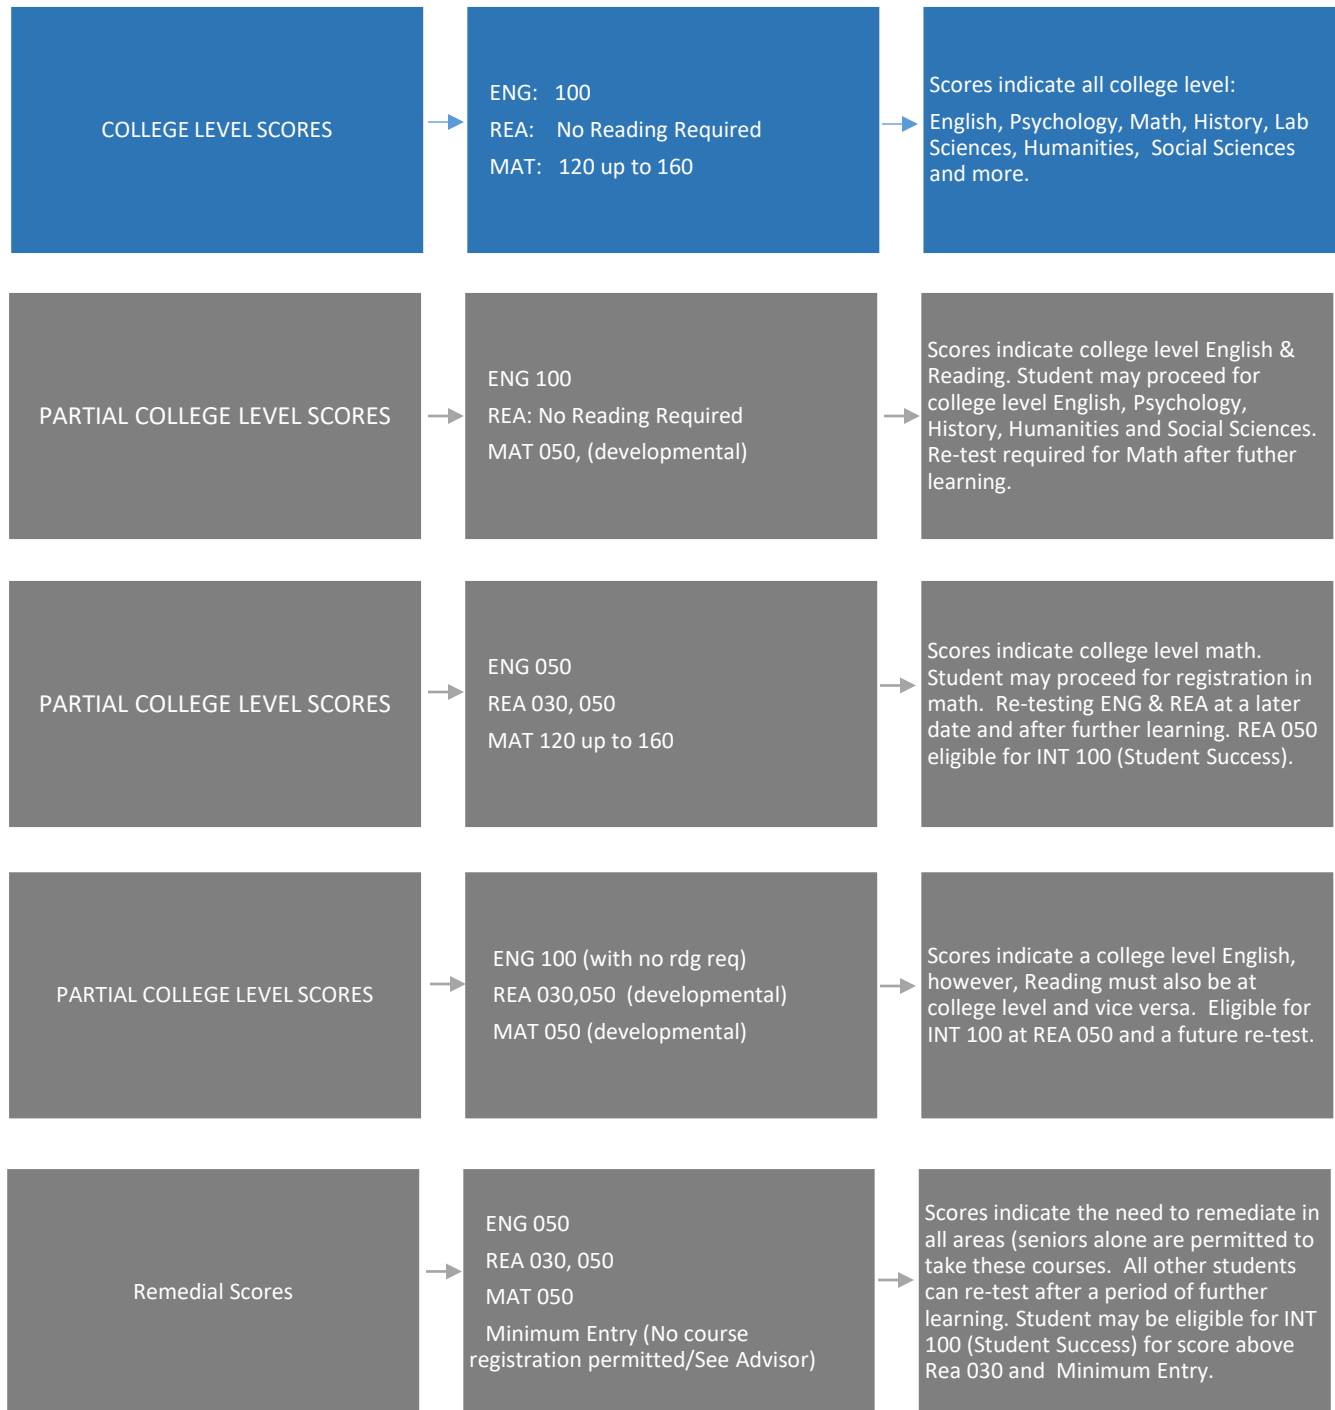 COLLEGE LEVEL SCORES
ENG: 100
REA: No Reading Required
MAT: 120 up to 160
Scores indicate all college level:
English, Psychology, Math, History, Lab
Sciences, Humanities, Social Sciences
and more.
PARTIAL COLLEGE LEVEL SCORES
ENG 100
REA: No Reading Required
MAT 050, (developmental)
Scores indicate college level English &
Reading. Student may proceed for
college level English, Psychology,
History, Humanities and Social Sciences.
Re-test required for Math after futher
learning.
PARTIAL COLLEGE LEVEL SCORES
ENG 050
REA 030, 050
MAT 120 up to 160
Scores indicate college level math.
Student may proceed for registration in
math. Re-testing ENG & REA at a later
date and after further learning. REA 050
eligible for INT 100 (Student Success).
PARTIAL COLLEGE LEVEL SCORES
ENG 100 (with no rdg req)
REA 030,050 (developmental)
MAT 050 (developmental)
Scores indicate a college level English,
however, Reading must also be at
college level and vice versa. Eligible for
INT 100 at REA 050 and a future re-test.
Remedial Scores
ENG 050
REA 030, 050
MAT 050
Minimum Entry (No course
registration permitted/See Advisor)
Scores indicate the need to remediate in
all areas (seniors alone are permitted to
take these courses. All other students
can re-test after a period of further
learning. Student may be eligible for INT
100 (Student Success) for score above
Rea 030 and Minimum Entry.